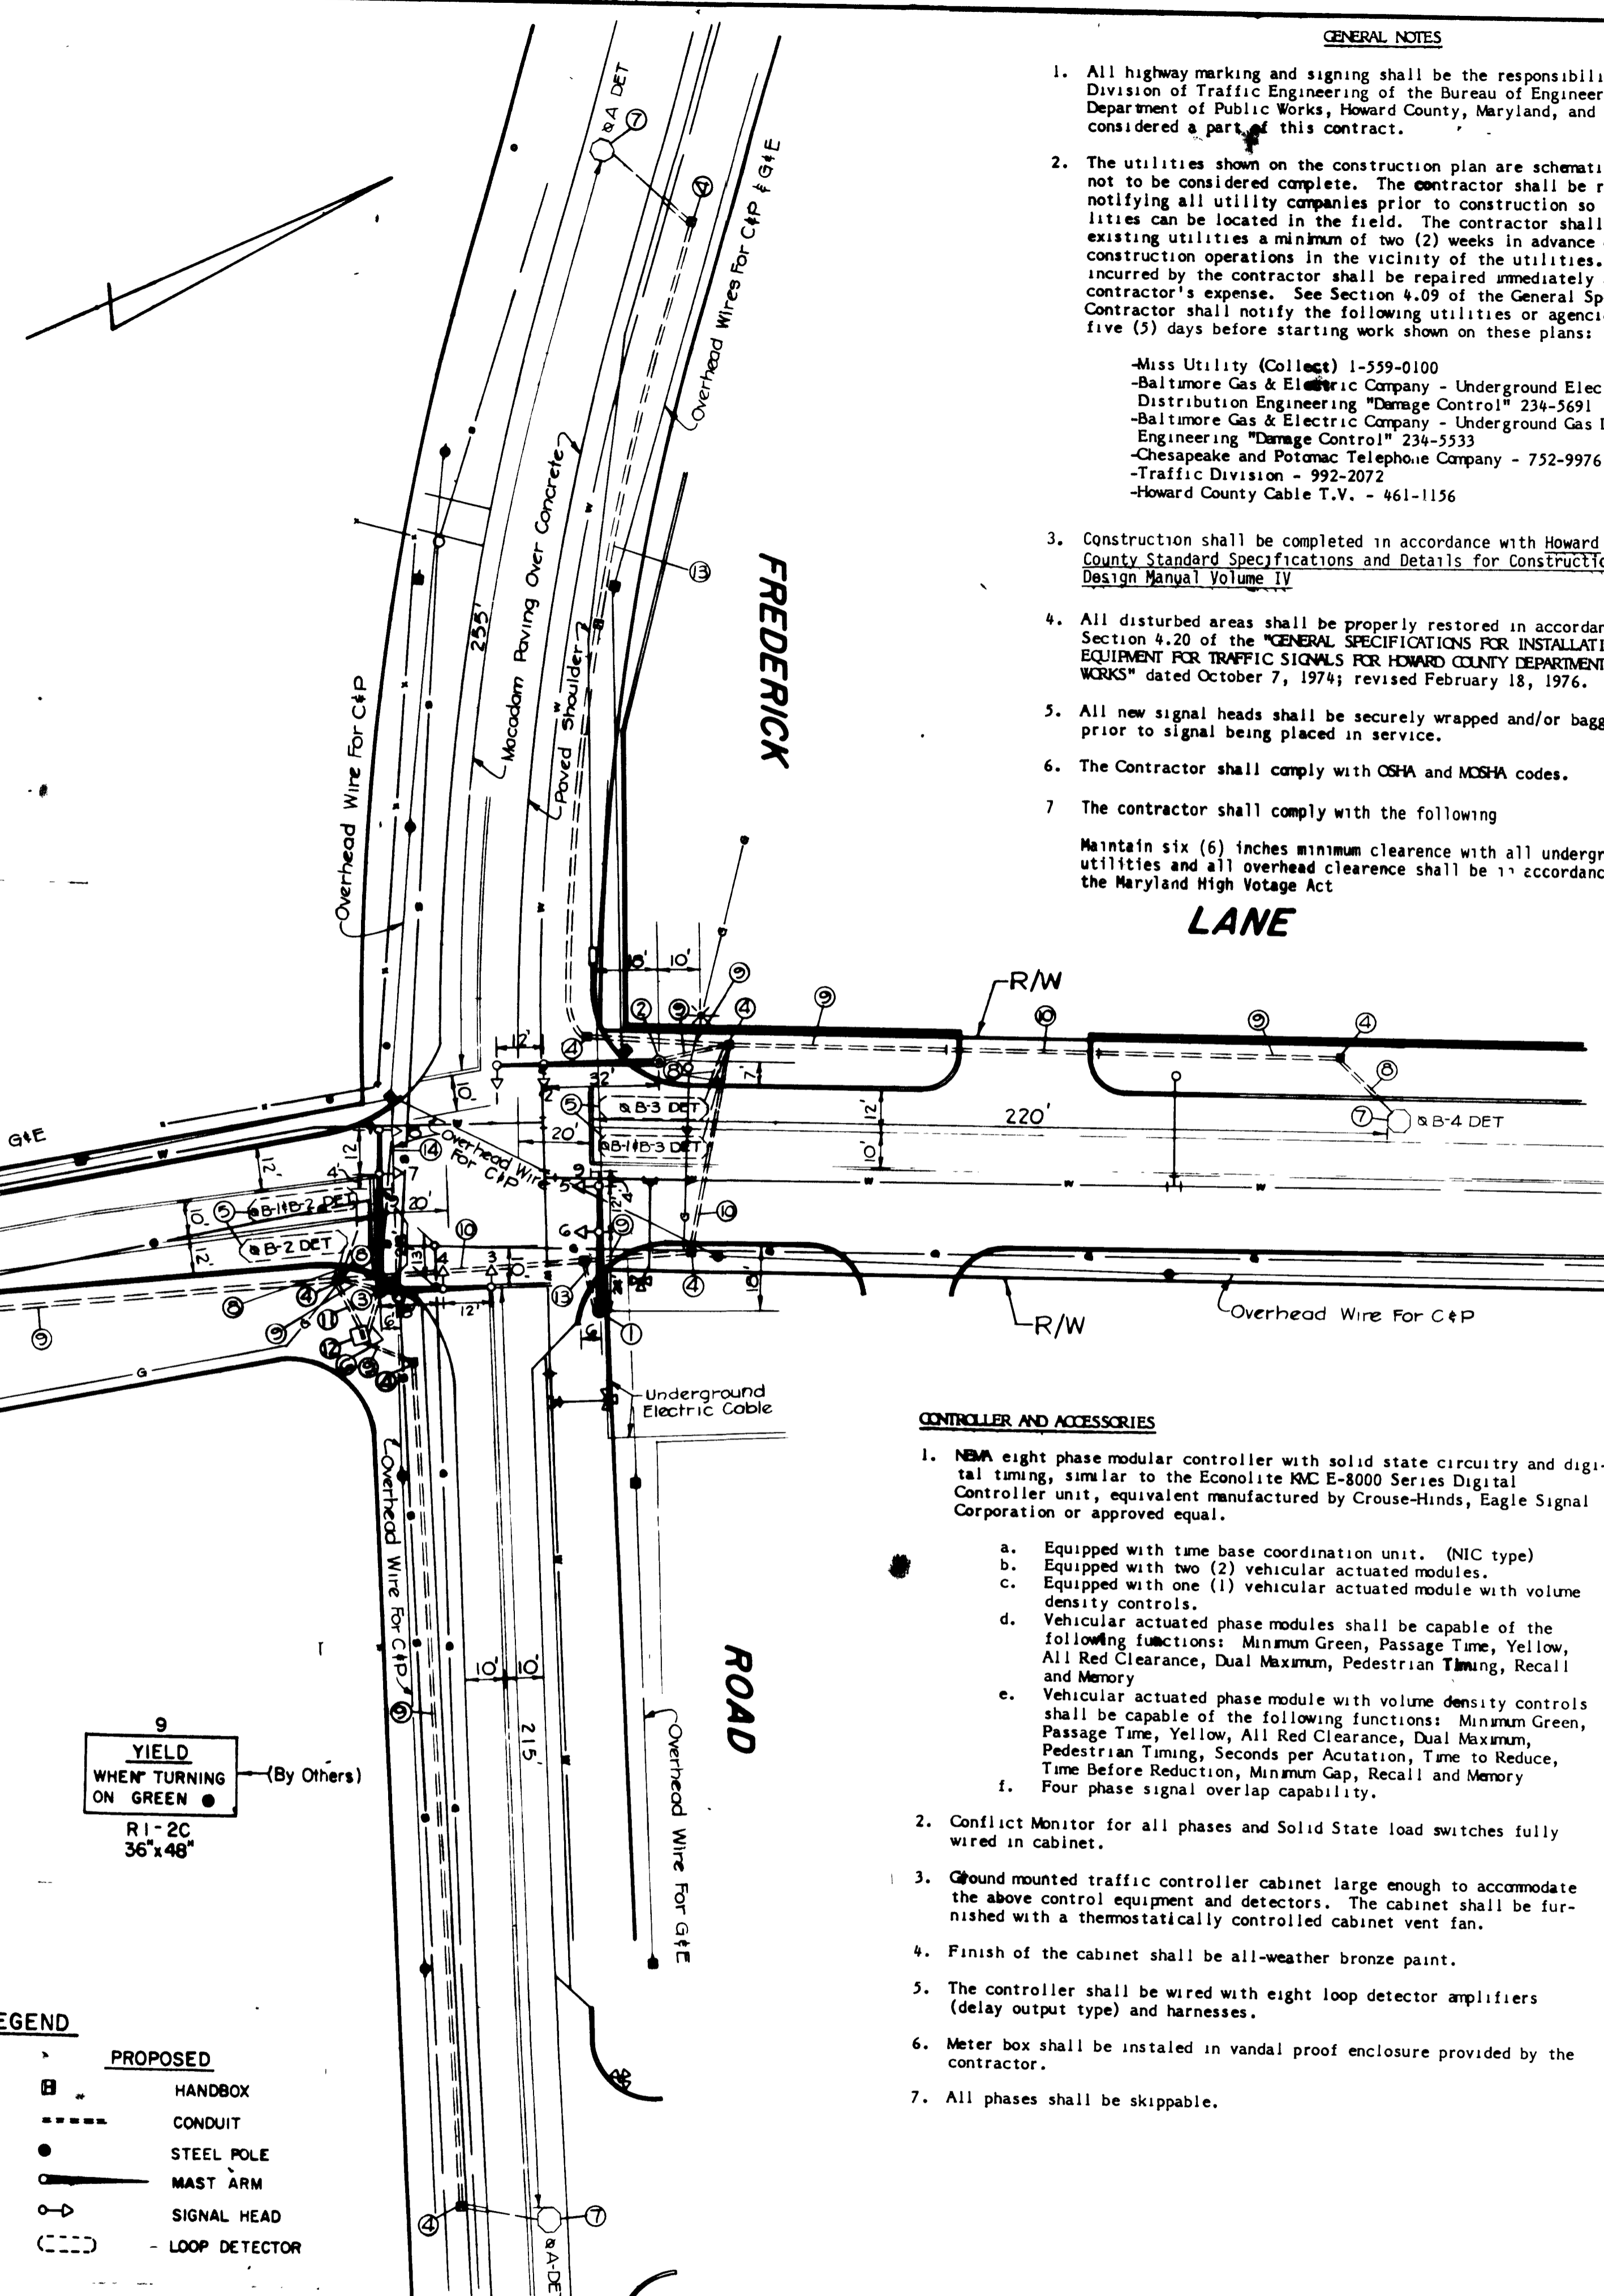 GENERAL NOTES
1. All highway marking and signing shall be the
Division of Traffic Engineering of the Bureau of
Department of Public Works, Howard County, Maryland, and
considered a part of this contract.
2. The utilities shown on the construction plan are
not to be considered complete. The contractor shall be
notifying all utility companies prior to construction so
lities can be located in the field. The contractor shall
existing utilities a minimum of two (2) weeks in advance
construction operations in the vicinity of the utilities.
incurred by the contractor shall be repaired immediately
contractor's expense. See Section 4.09 of the General
Contractor shall notify the following utilities or
five (5) days before starting work shown on these plans:
-Miss Utility (Collect) 1-559-0100
-Baltimore Gas & Electric Company - Underground Elec
Distribution Engineering "Damage Control" 234-5691
-Baltimore Gas & Electric Company - Underground Gas
Engineering "Damage Control" 234-5533
-Chesapeake and Potomac Telephone Company - 752-9976
-Traffic Division - 992-2072
-Howard County Cable T.V. - 461-1156
3. Construction shall be completed in accordance with Howard
County Standard Specifications and Details for
Design Manual Volume IV
4. All disturbed areas shall be properly restored in
Section 4.20 of the "GENERAL SPECIFICATIONS FOR
EQUIPMENT FOR TRAFFIC SIGNALS FOR HOWARD COUNTY DEPARTMENT
WORKS" dated October 7, 1974; revised February 18, 1976.
5. All new signal heads shall be securely wrapped and/or
prior to signal being placed in service.
6. The Contractor shall comply with OSHA and MOSHA codes.
7 The contractor shall comply with the following
Maintain six (6) inches minimum clearence with all
utilities and all overhead clearence shall be in
the Maryland High Votage Act
LANE
FREDERICK
ROAD
ØA DET
7
4
Overhead Wires For C&P & G&E
13
255'
Macadam Paving Over Concrete
Paved Shoulder
Overhead Wire For C&P
R/W
220'
ØB-3 DET
ØB-1&B-3 DET
ØB-4 DET
G&E
Overhead Wire
For C&P
ØB-1&B-2 DET
ØB-2 DET
R/W
Overhead Wire For C&P
Underground
Electric Cable
Overhead Wire For C&P
10' 10'
215'
Overhead Wire For G&E
ØA-DE
CONTROLLER AND ACCESSORIES
1. NEMA eight phase modular controller with solid state circuitry and digi-
tal timing, similar to the Econolite KMC E-8000 Series Digital
Controller unit, equivalent manufactured by Crouse-Hinds, Eagle Signal
Corporation or approved equal.
a. Equipped with time base coordination unit. (NIC type)
b. Equipped with two (2) vehicular actuated modules.
c. Equipped with one (1) vehicular actuated module with volume
density controls.
d. Vehicular actuated phase modules shall be capable of the
following functions: Minimum Green, Passage Time, Yellow,
All Red Clearance, Dual Maximum, Pedestrian Timing, Recall
and Memory
e. Vehicular actuated phase module with volume density controls
shall be capable of the following functions: Minimum Green,
Passage Time, Yellow, All Red Clearance, Dual Maximum,
Pedestrian Timing, Seconds per Acutation, Time to Reduce,
Time Before Reduction, Minimum Gap, Recall and Memory
f. Four phase signal overlap capability.
2. Conflict Monitor for all phases and Solid State load switches fully
wired in cabinet.
3. Ground mounted traffic controller cabinet large enough to accommodate
the above control equipment and detectors. The cabinet shall be fur-
nished with a thermostatically controlled cabinet vent fan.
4. Finish of the cabinet shall be all-weather bronze paint.
5. The controller shall be wired with eight loop detector amplifiers
(delay output type) and harnesses.
6. Meter box shall be instaled in vandal proof enclosure provided by the
contractor.
7. All phases shall be skippable.
9
YIELD
WHEN TURNING
ON GREEN ●
(By Others)
R1-2C
36"x48"
EGEND
PROPOSED
HANDBOX
CONDUIT
STEEL POLE
MAST ARM
SIGNAL HEAD
LOOP DETECTOR